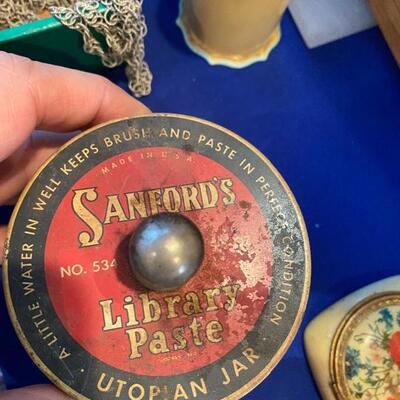 A LITTLE WATER IN WELL KEEPS BRUSH AND PASTE IN PERFECT CONDITION
MADE IN U.S.A.
SANFORD'S
NO. 534
Library
Paste
UTOPIAN JAR